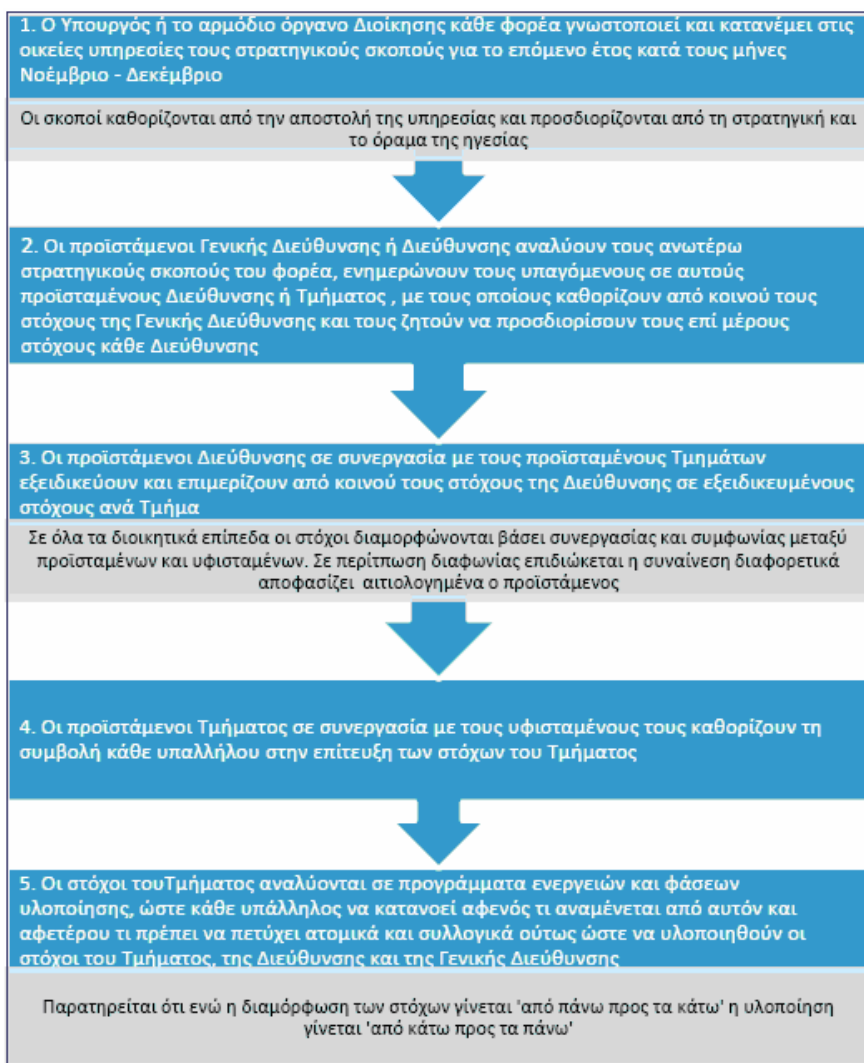 1. Ο Υπουργός ή το αρμόδιο όργανο Διοίκησης κάθε φορέα γνωστοποιεί και κατανέμει στις
οικείες υπηρεσίες τους στρατηγικούς σκοπούς για το επόμενο έτος κατά τους μήνες
Νοέμβριο - Δεκέμβριο
Οι σκοποί καθορίζονται από την αποστολή της υπηρεσίας και προσδιορίζονται από τη στρατηγική και
το όραμα της ηγεσίας
2. Οι προϊστάμενοι Γενικής Διεύθυνσης ή Διεύθυνσης αναλύουν τους ανωτέρω
στρατηγικούς σκοπούς του φορέα, ενημερώνουν τους υπαγόμενους σε αυτούς
προϊσταμένους Διεύθυνσης ή Τμήματος , με τους οποίους καθορίζουν από κοινού τους
στόχους της Γενικής Διεύθυνσης και τους ζητούν να προσδιορίσουν τους επί μέρους
στόχους κάθε Διεύθυνσης
3. Οι προϊστάμενοι Διεύθυνσης σε συνεργασία με τους προϊσταμένους Τμημάτων
εξειδικεύουν και επιμερίζουν από κοινού τους στόχους της Διεύθυνσης σε εξειδικευμένους
στόχους ανά Τμήμα
Σε όλα τα διοικητικά επίπεδα οι στόχοι διαμορφώνονται βάσει συνεργασίας και συμφωνίας μεταξύ
προϊσταμένων και υφισταμένων. Σε περίτπωση διαφωνίας επιδιώκεται η συναίνεση διαφορετικά
αποφασίζει αιτιολογημένα ο προϊστάμενος
4. Οι προϊστάμενοι Τμήματος σε συνεργασία με τους υφισταμένους τους καθορίζουν τη
συμβολή κάθε υπαλλήλου στην επίτευξη των στόχων του Τμήματος
5. Οι στόχοι τουΤμήματος αναλύονται σε προγράμματα ενεργειών και φάσεων
υλοποίησης, ώστε κάθε υπάλληλος να κατανοεί αφενός τι αναμένεται από αυτόν και
αφετέρου τι πρέπει να πετύχει ατομικά και συλλογικά ούτως ώστε να υλοποιηθούν οι
στόχοι του Τμήματος, της Διεύθυνσης και της Γενικής Διεύθυνσης
Παρατηρείται ότι ενώ η διαμόρφωση των στόχων γίνεται 'από πάνω προς τα κάτω' η υλοποίηση
γίνεται 'από κάτω προς τα πάνω'